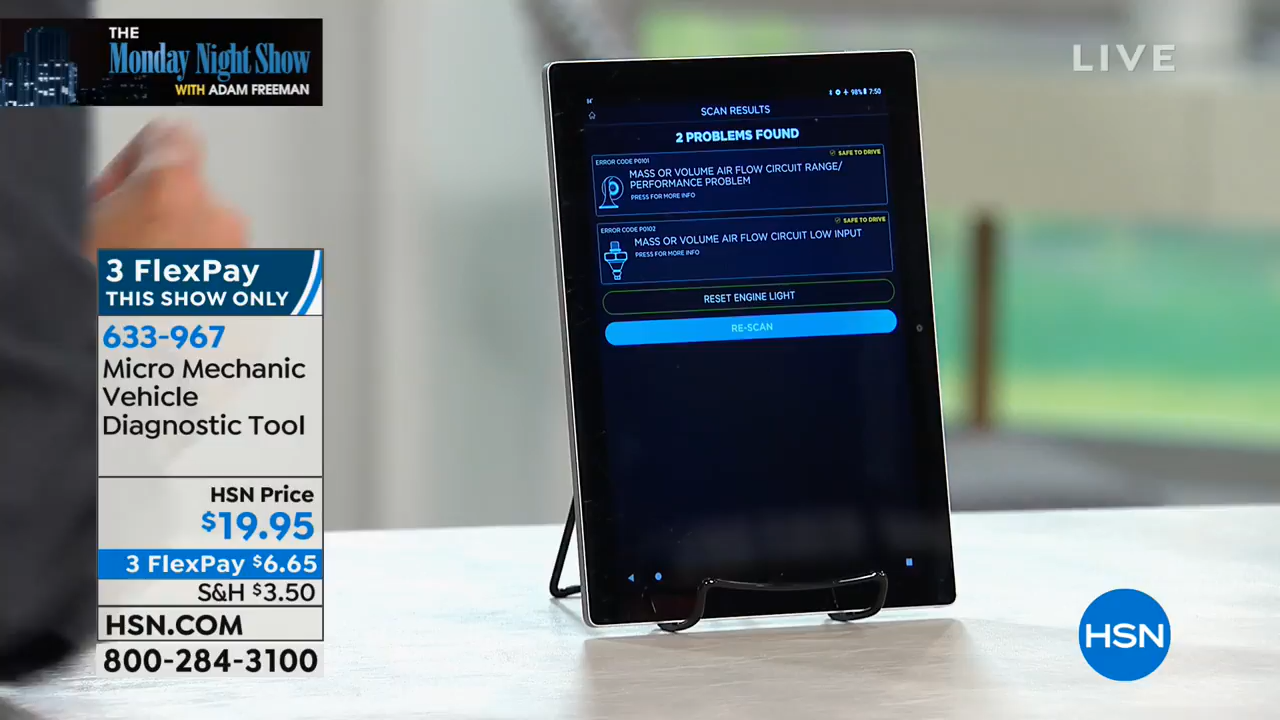 THE
Monday Night Show
WITH ADAM FREEMAN
LIVE
98% 7:50
SCAN RESULTS
2 PROBLEMS FOUND
ERROR CODE P0101
SAFE TO DRIVE
MASS OR VOLUME AIR FLOW CIRCUIT RANGE/
PERFORMANCE PROBLEM
PRESS FOR MORE INFO
ERROR CODE P0102
SAFE TO DRIVE
MASS OR VOLUME AIR FLOW CIRCUIT LOW INPUT
PRESS FOR MORE INFO
RESET ENGINE LIGHT
RE-SCAN
3 FlexPay
THIS SHOW ONLY
633-967
Micro Mechanic
Vehicle
Diagnostic Tool
HSN Price
$19.95
3 FlexPay $6.65
S&H $3.50
HSN.COM
800-284-3100
HSN